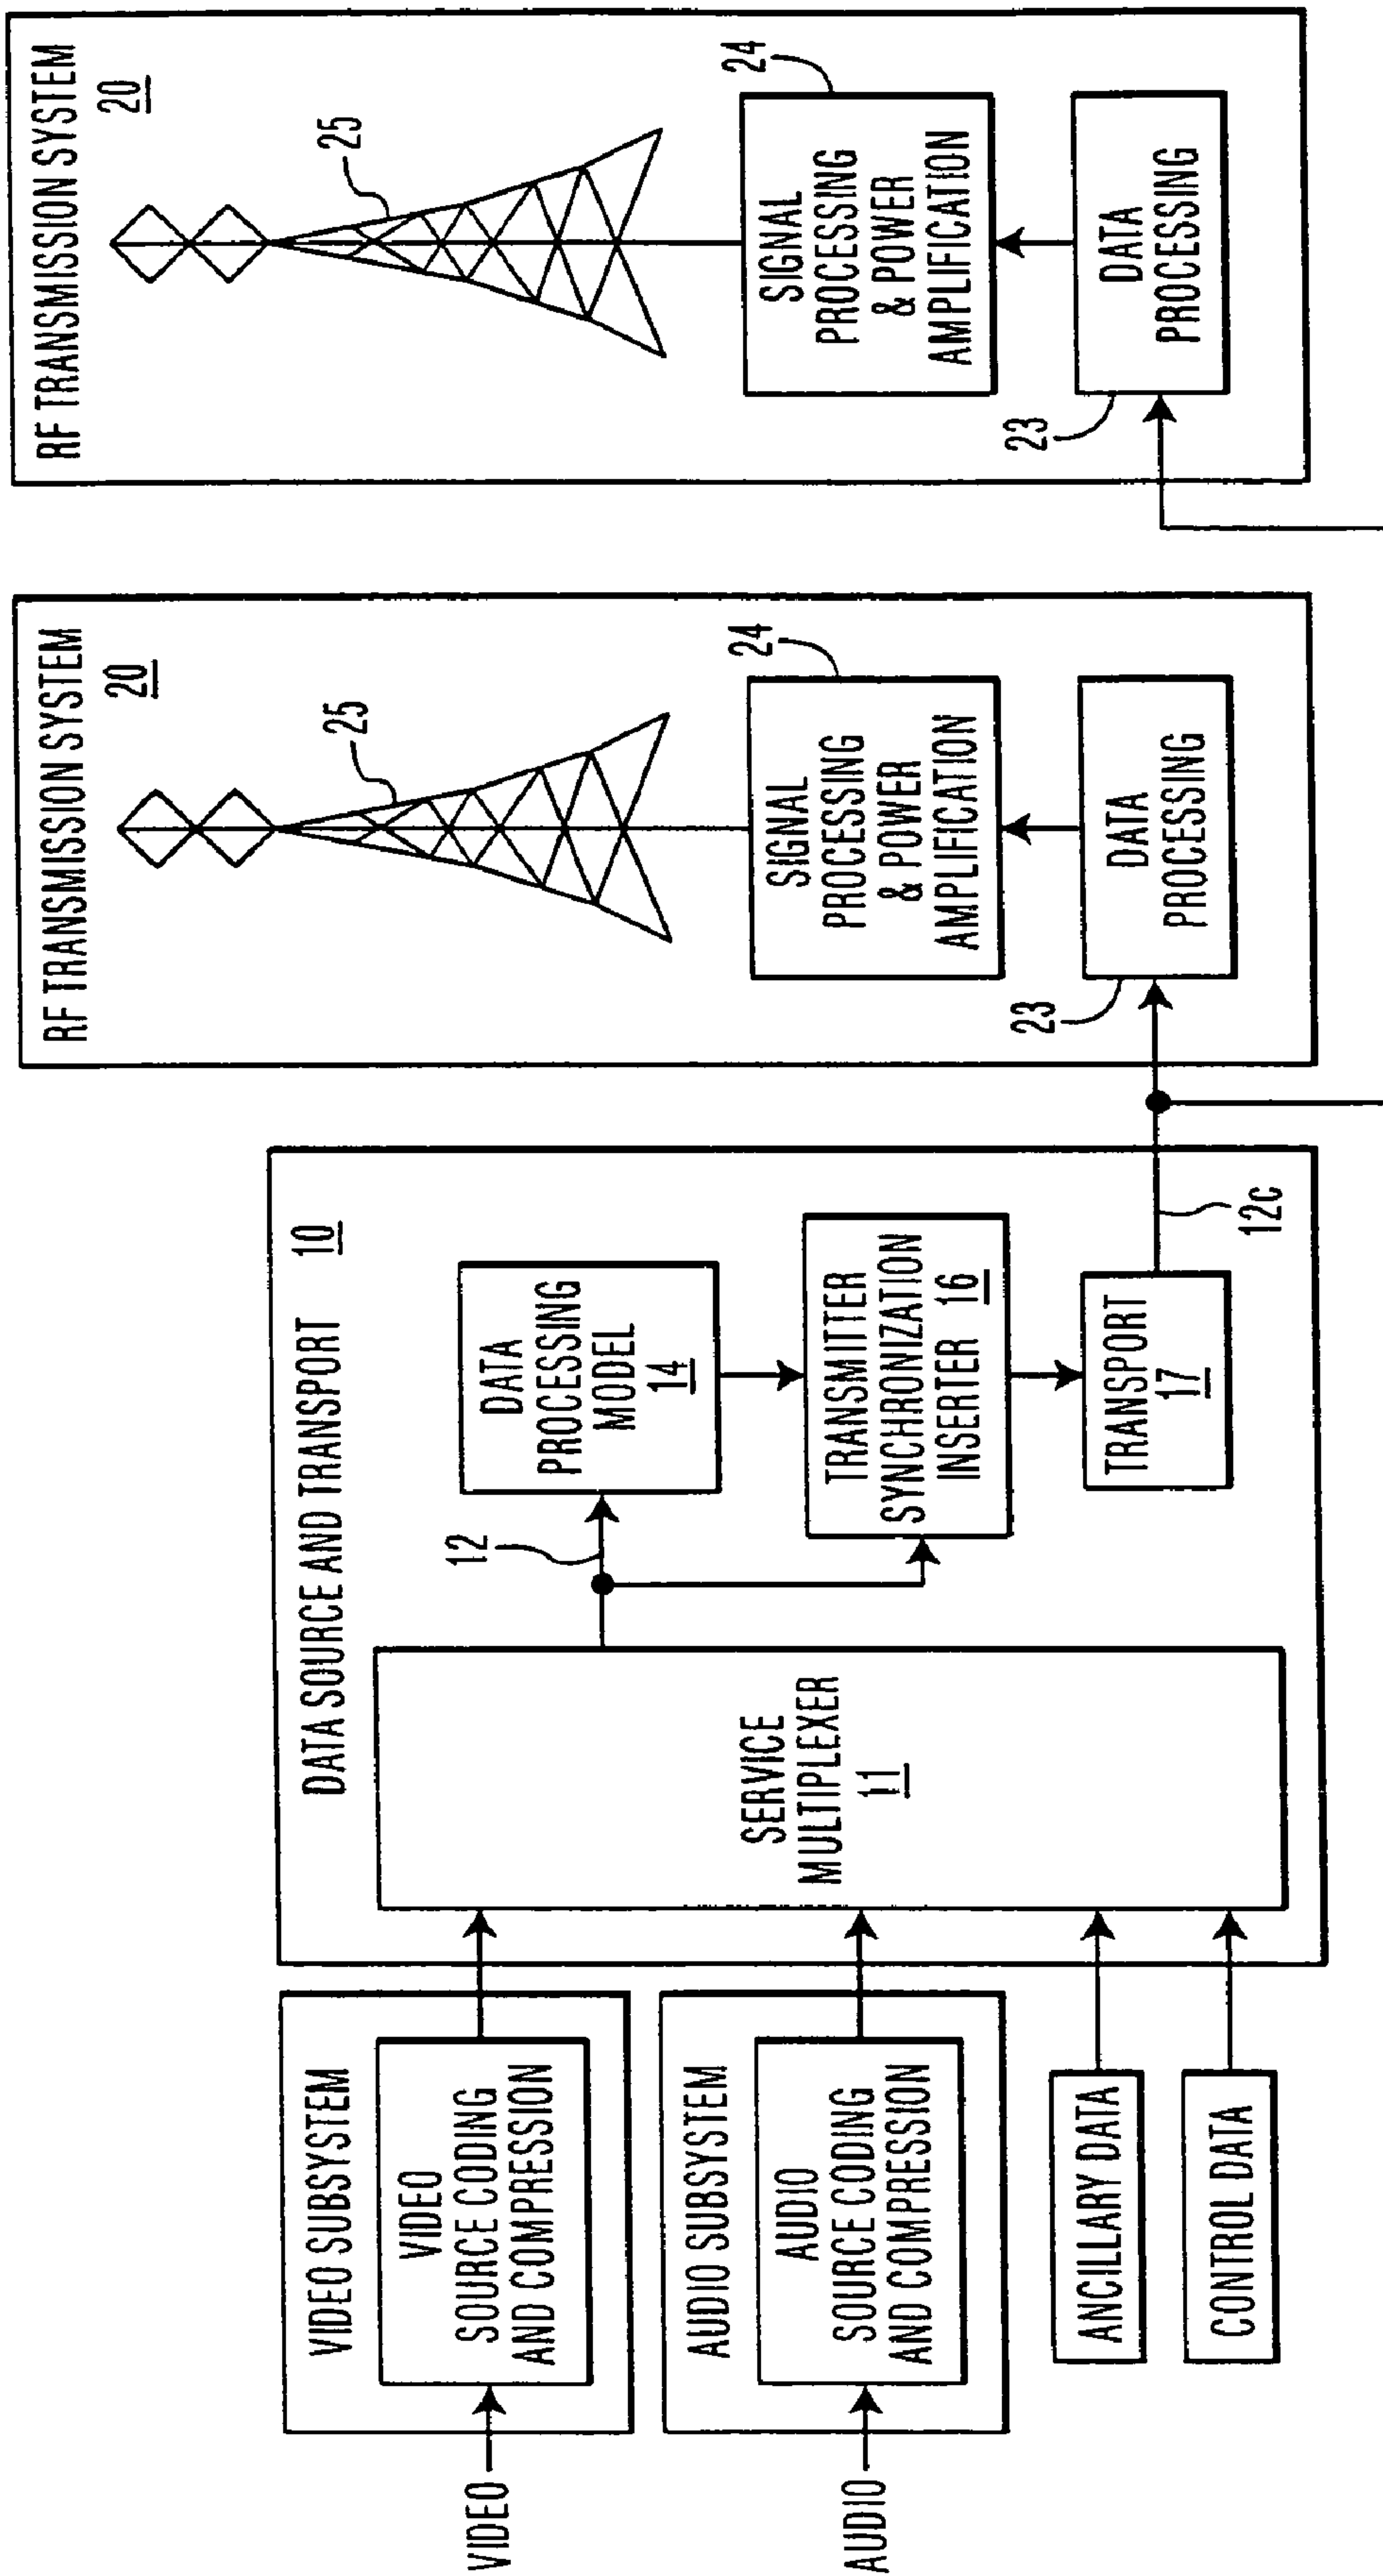 VIDEO
AUDIO
VIDEO SUBSYSTEM
VIDEO
SOURCE CODING
AND COMPRESSION
AUDIO SUBSYSTEM
AUDIO
SOURCE CODING
AND COMPRESSION
ANCILLARY DATA
CONTROL DATA
DATA SOURCE AND TRANSPORT 10
SERVICE
MULTIPLEXER
11
12
DATA
PROCESSING
MODEL
14
TRANSMITTER
SYNCHRONIZATION
INSERTER 16
TRANSPORT
17
12C
RF TRANSMISSION SYSTEM
20
25
24
SIGNAL
PROCESSING
& POWER
AMPLIFICATION
23
DATA
PROCESSING
RF TRANSMISSION SYSTEM
20
25
24
SIGNAL
PROCESSING
& POWER
AMPLIFICATION
23
DATA
PROCESSING